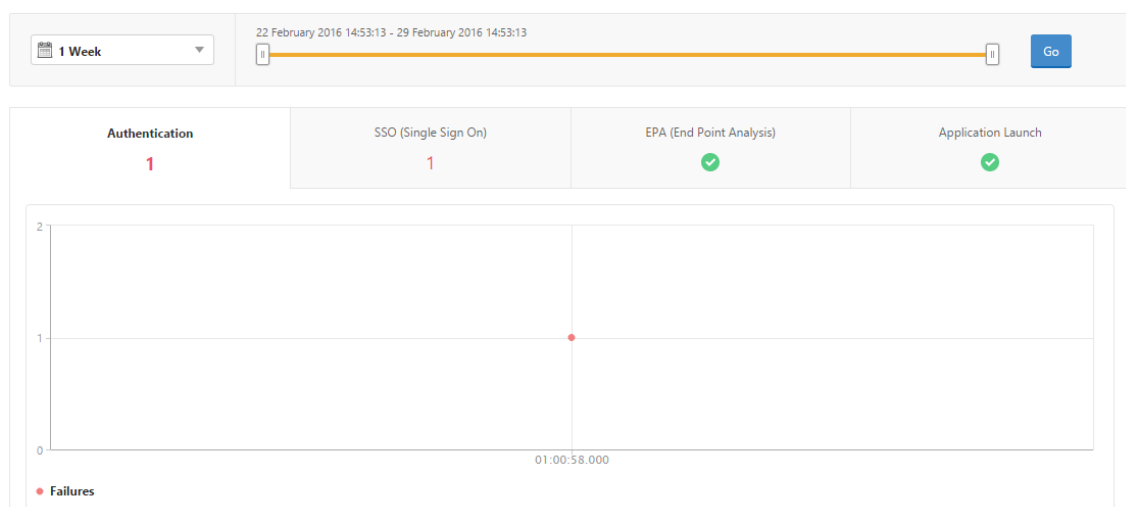 22 February 2016 14:53:13 - 29 February 2016 14:53:13
1 Week
Go
Authentication
SSO (Single Sign On)
EPA (End Point Analysis)
Application Launch
1
1
2
1
0
01:00:58.000
Failures